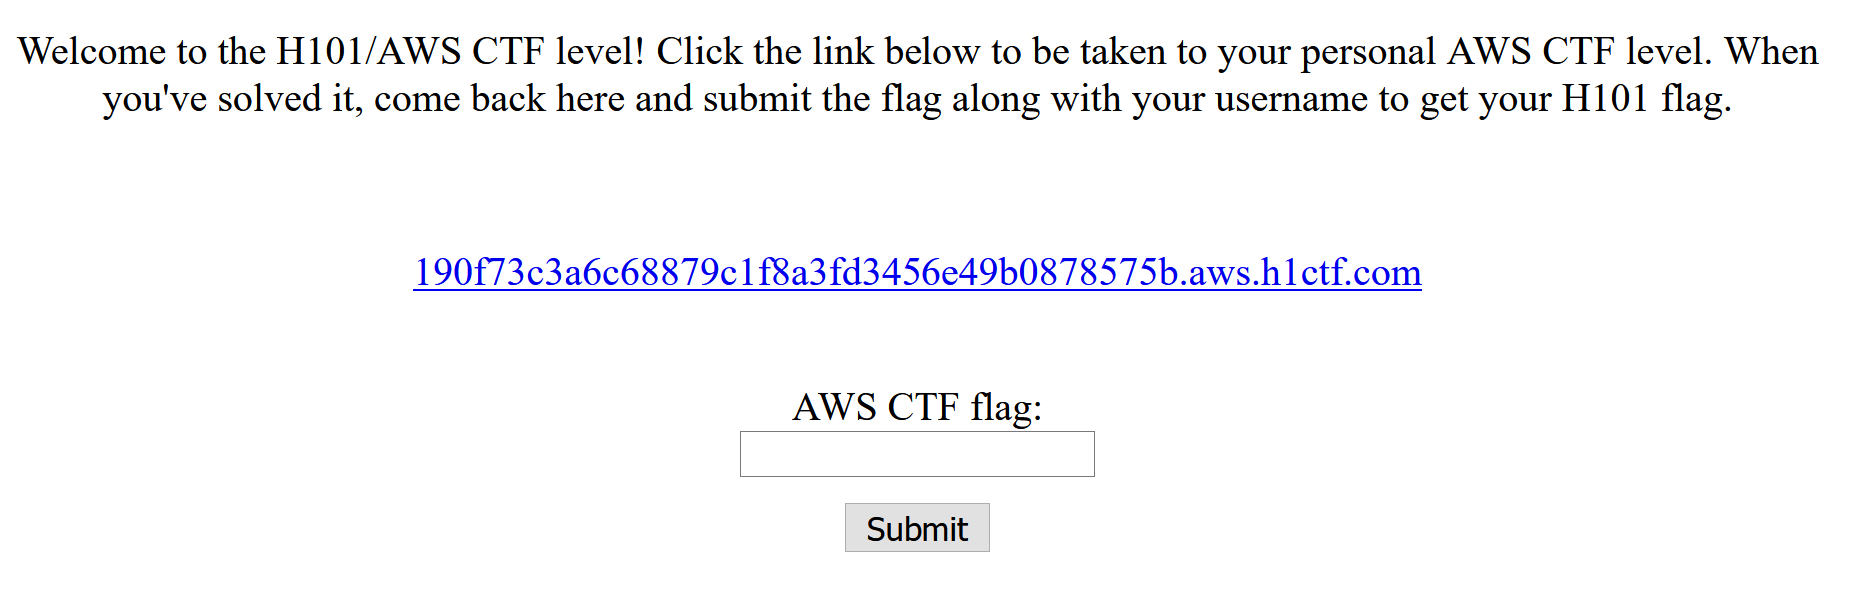 Welcome to the H101/AWS CTF level! Click the link below to be taken to your personal AWS CTF level. When
you've solved it, come back here and submit the flag along with your username to get your H101 flag.
190f73c3a6c68879c1f8a3fd3456e49b0878575b.aws.h1ctf.com
AWS CTF flag:
Submit